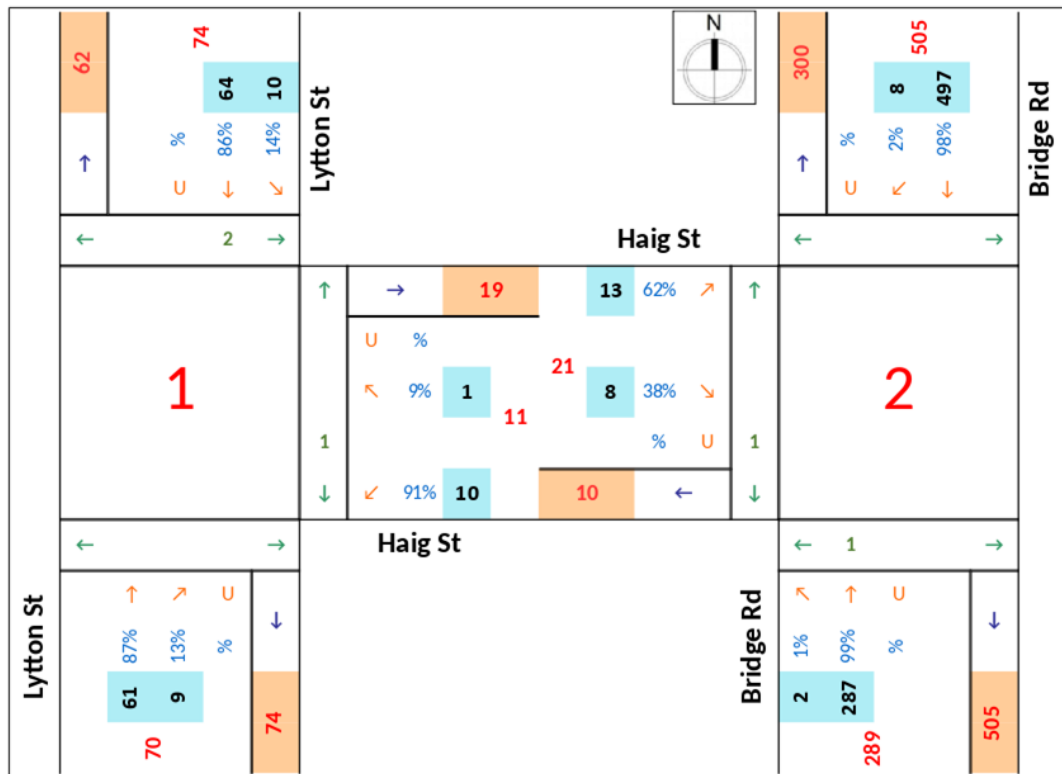 62
74
64 10
% 86% 14%
U ↓ ↘
↑
Lytton St
← 2 →
N
300
505
8 497
% 2% 98%
U ↙ ↓
↑
Bridge Rd
← →
Haig St
1
↑
→ 19 13 62% ↗
U %
21
↖ 9% 1 8 38% ↘
11
1 % U
↓ ↙ 91% 10 10 ←
↑
1
↓
2
Haig St
← →
↑ ↗ U
87% 13% %
61 9
70
↓
74
Lytton St
← 1 →
↖ ↑ U
1% 99% %
2 287
289
↓
505
Bridge Rd